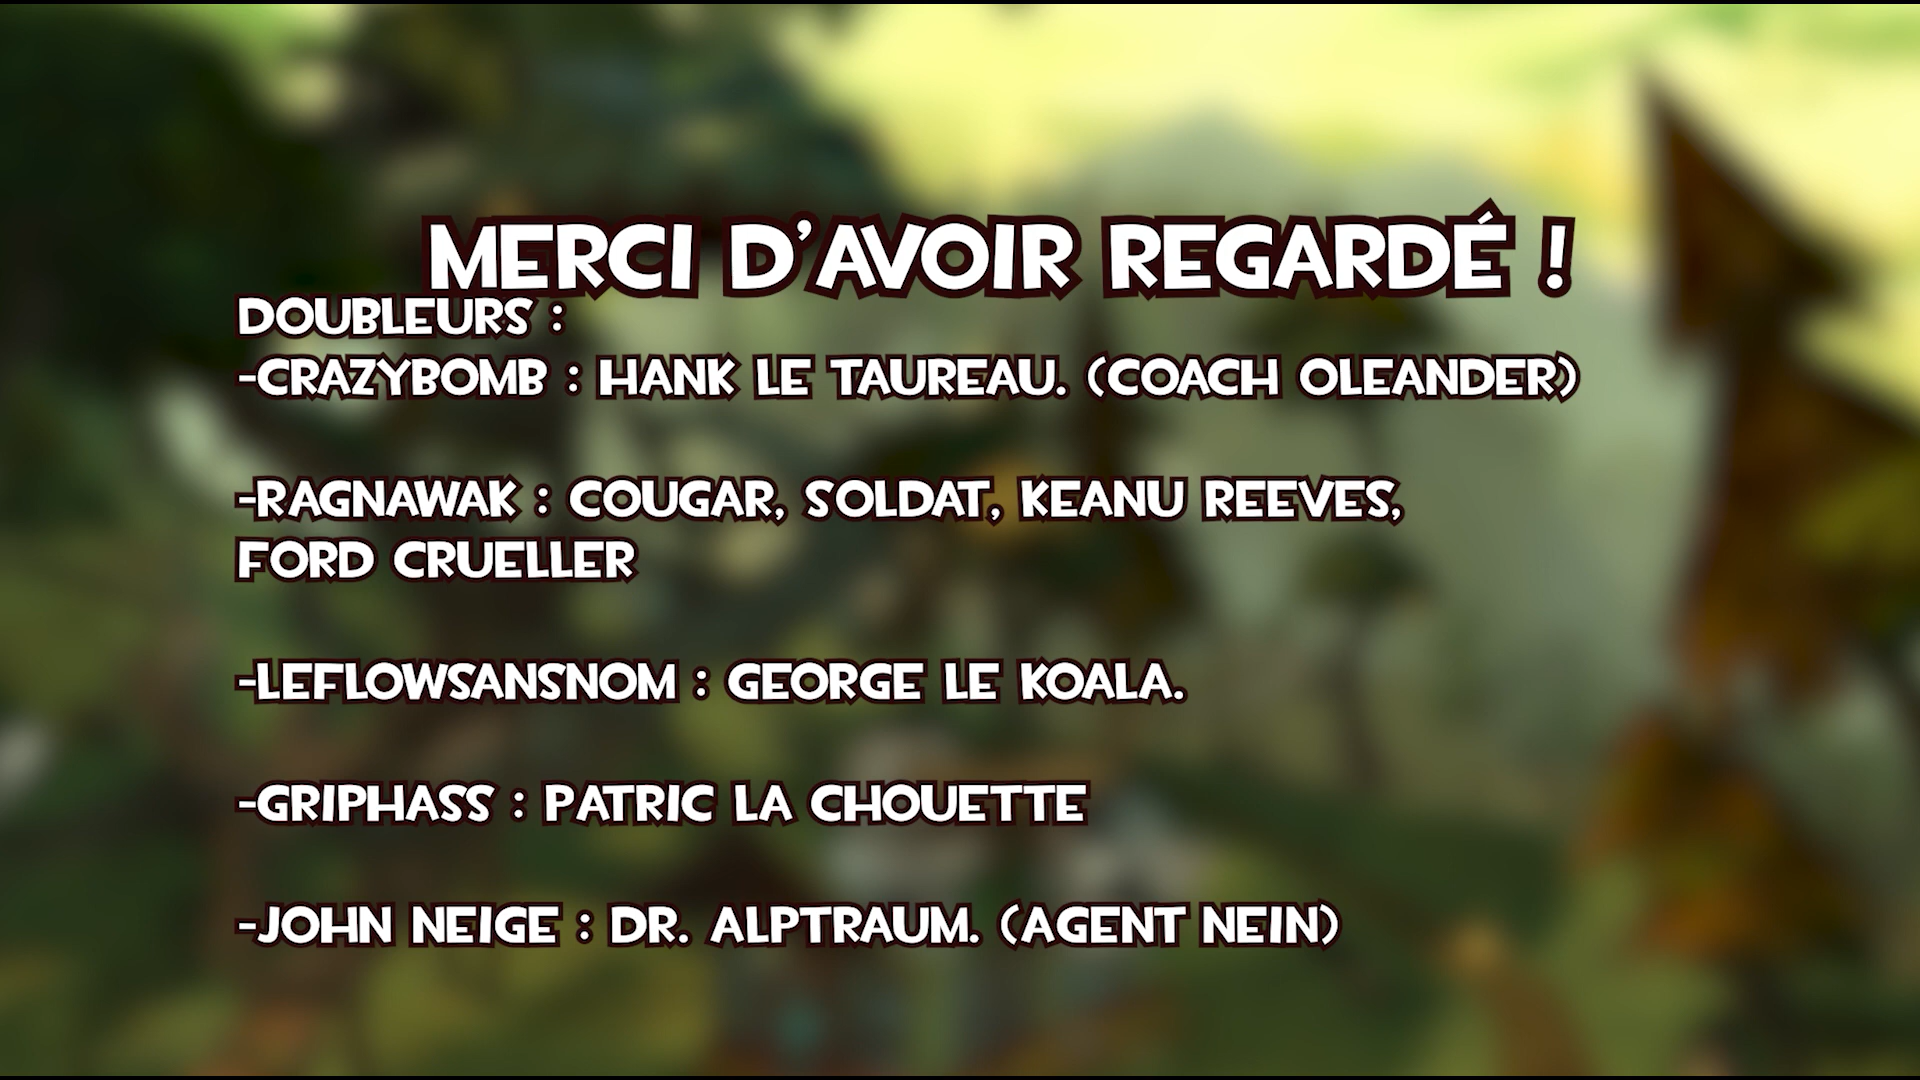 MERCI D'AVOIR REGARDÉ !
DOUBLEURS :
-CRAZYBOMB : HANK LE TAUREAU. (COACH OLEANDER)
-RAGNAWAK : COUGAR, SOLDAT, KEANU REEVES,
FORD CRUELLER
-LEFLOWSANSNOM : GEORGE LE KOALA.
-GRIPHASS : PATRIC LA CHOUETTE
-JOHN NEIGE : DR. ALPTRAUM. (AGENT NEIN)